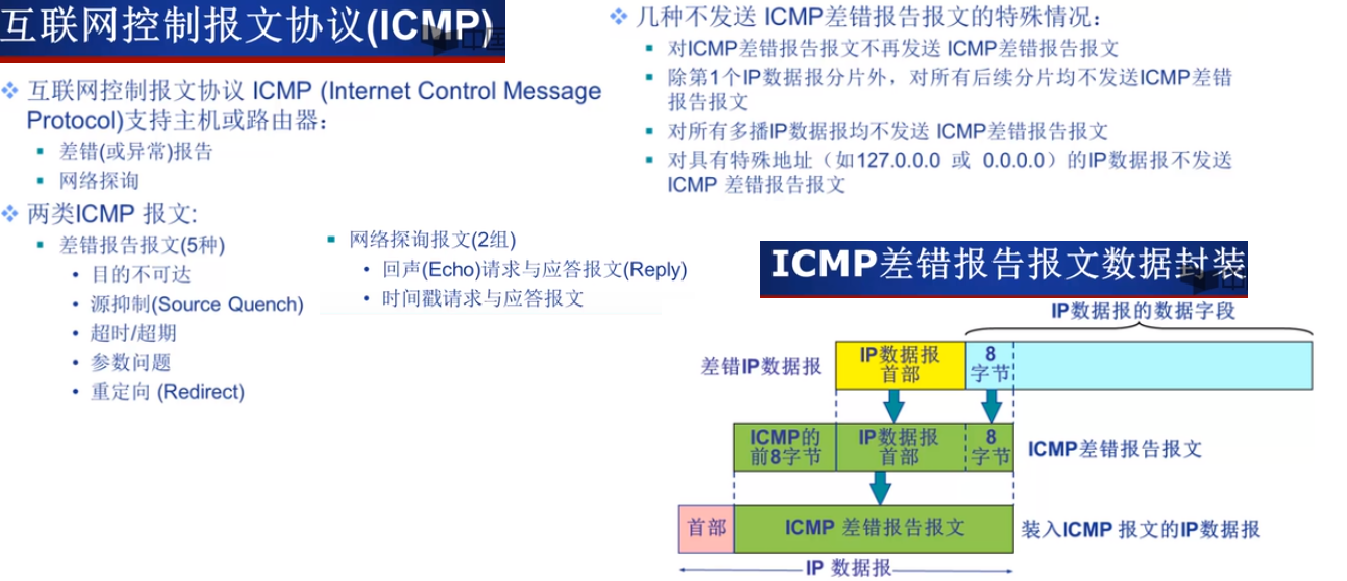 互联网控制报文协议(ICMP)
互联网控制报文协议 ICMP (Internet Control Message
Protocol)支持主机或路由器：
差错(或异常)报告
网络探询
两类ICMP 报文:
差错报告报文(5种)
目的不可达
源抑制(Source Quench)
超时/超期
参数问题
重定向 (Redirect)
网络探询报文(2组)
回声(Echo)请求与应答报文(Reply)
时间戳请求与应答报文
几种不发送 ICMP差错报告报文的特殊情况：
对ICMP差错报告报文不再发送 ICMP差错报告报文
除第1个IP数据报分片外，对所有后续分片均不发送ICMP差错
报告报文
对所有多播IP数据报均不发送 ICMP差错报告报文
对具有特殊地址（如127.0.0.0 或 0.0.0.0）的IP数据报不发送
ICMP 差错报告报文
ICMP差错报告报文数据封装
IP数据报的数据字段
差错IP数据报
IP数据报
首部
8
字节
ICMP的
前8字节
IP数据报
首部
8
字节
ICMP差错报告报文
首部
ICMP 差错报告报文
装入ICMP 报文的IP数据报
IP 数据报